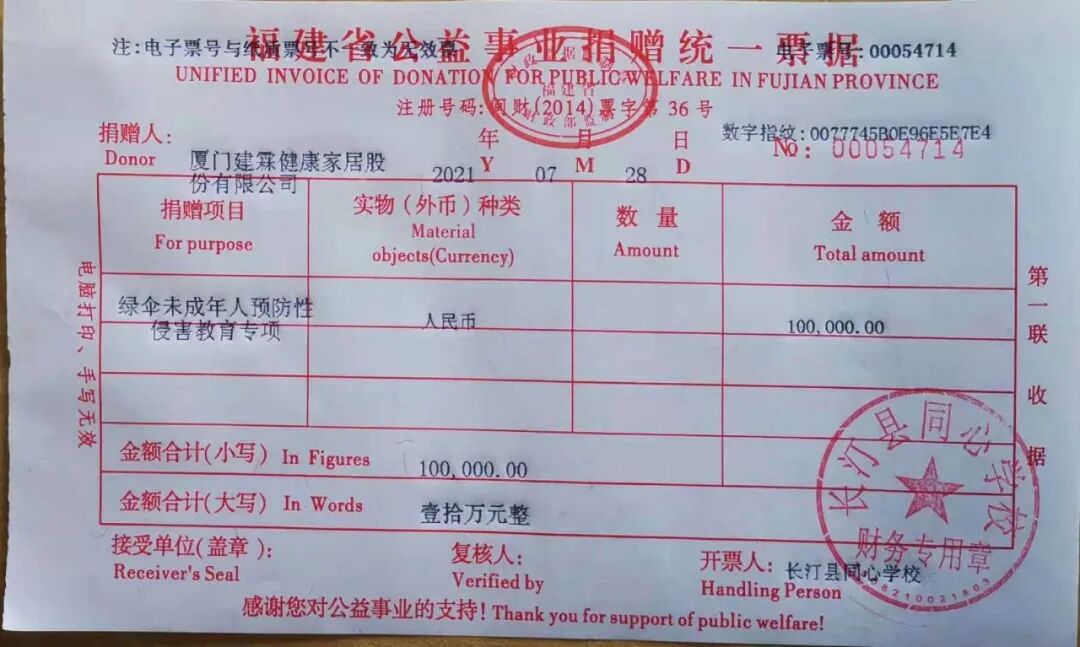 福建省公益事业捐赠统一票据
注:电子票号与纸质票号不一致为无效票
电子票号:00054714
UNIFIED INVOICE OF DONATION FOR PUBLIC WELFARE IN FUJIAN PROVINCE
注册号码:闽财(2014)票字第 36 号
福建省
财政部监制
捐赠人:
Donor
厦门建霖健康家居股
份有限公司
年 月 日
2021 Y 07 M 28 D
数字指纹:0077745B0E96E5E7E4
№: 00054714
捐赠项目
For purpose
实物(外币)种类
Material
objects(Currency)
数 量
Amount
金 额
Total amount
绿伞未成年人预防性
侵害教育专项
人民币
100,000.00
金额合计(小写) In Figures 100,000.00
金额合计(大写) In Words 壹拾万元整
接受单位(盖章):
Receiver's Seal
复核人:
Verified by
开票人: 长汀县同心学校
Handling Person
感谢您对公益事业的支持! Thank you for support of public welfare!
电脑打印、手写无效
第一联 收据
长汀县同心学校
财务专用章